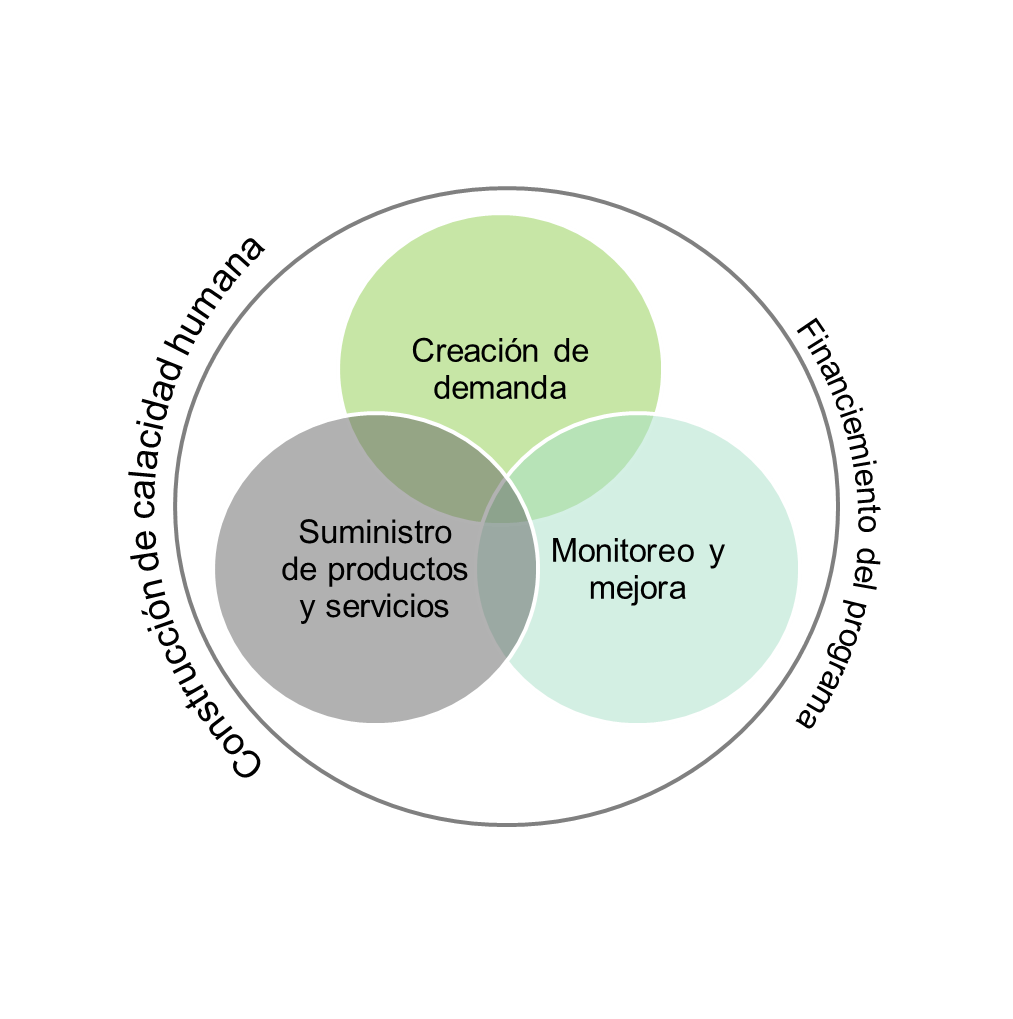 Construcción de calacidad humana
Creación de
demanda
Suministro
de productos
y servicios
Monitoreo y
mejora
Financiemiento del programa